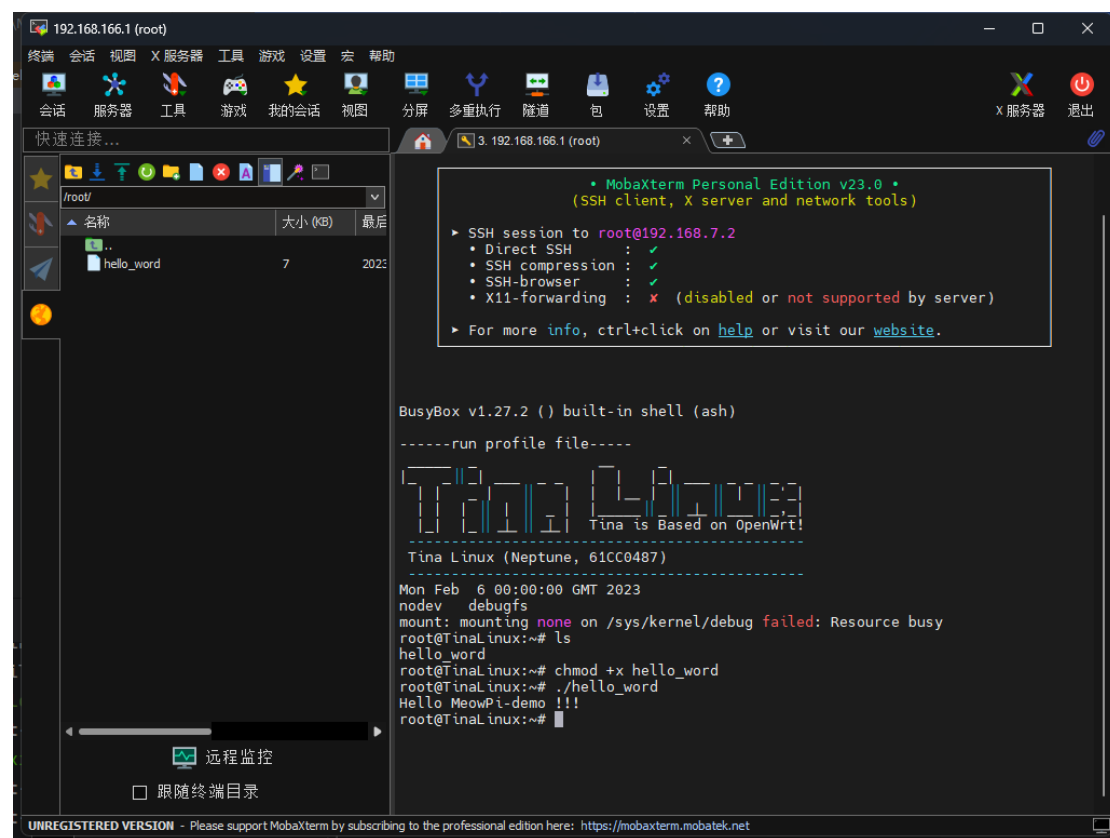 192.168.166.1 (root)
终端 会话 视图 X 服务器 工具 游戏 设置 宏 帮助
会话 服务器 工具 游戏 我的会话 视图 分屏 多重执行 隧道 包 设置 帮助 X 服务器 退出
快速连接...
3. 192.168.166.1 (root)
/root/
名称 大小 (KB) 最后
..
hello_word 7 2023
• MobaXterm Personal Edition v23.0 •
(SSH client, X server and network tools)
► SSH session to root@192.168.7.2
• Direct SSH : ✔
• SSH compression : ✔
• SSH-browser : ✔
• X11-forwarding : ✘ (disabled or not supported by server)
► For more info, ctrl+click on help or visit our website.
BusyBox v1.27.2 () built-in shell (ash)
------run profile file-----
Tina Linux
Tina is Based on OpenWrt!
----------------------------------------------
Tina Linux (Neptune, 61CC0487)
----------------------------------------------
Mon Feb  6 00:00:00 GMT 2023
nodev   debugfs
mount: mounting none on /sys/kernel/debug failed: Resource busy
root@TinaLinux:~# ls
hello_word
root@TinaLinux:~# chmod +x hello_word
root@TinaLinux:~# ./hello_word
Hello MeowPi-demo !!!
root@TinaLinux:~#
远程监控
跟随终端目录
UNREGISTERED VERSION - Please support MobaXterm by subscribing to the professional edition here: https://mobaxterm.mobatek.net